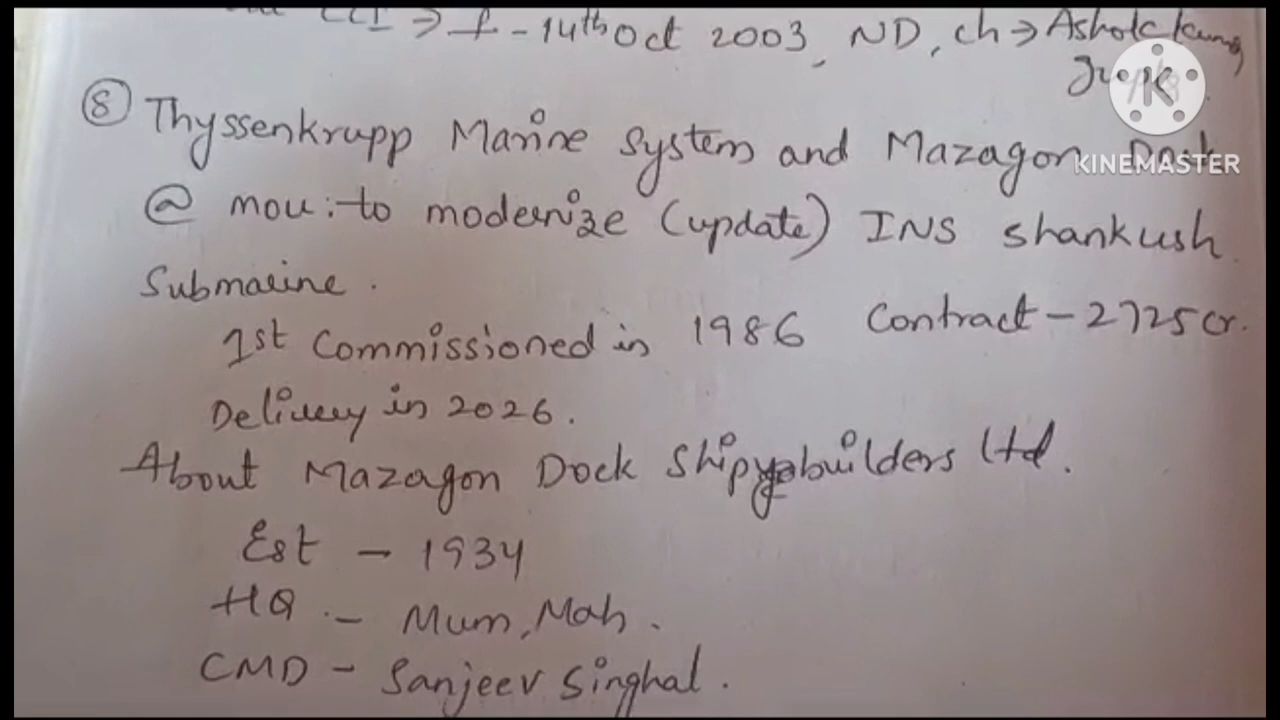 CCI → f - 14th Oct 2003, ND, ch → Ashok Kumar
⑧ Thyssenkrupp Marine System and Mazagon Dock
KINEMASTER
@ mou: to modernize (update) INS Shankush
Submarine.
1st Commissioned in 1986 Contract - 2725 cr.
Delivery in 2026.
About Mazagon Dock Shipbuilders Ltd.
Est - 1934
HQ - Mum, Mah.
CMD - Sanjeev Singhal.